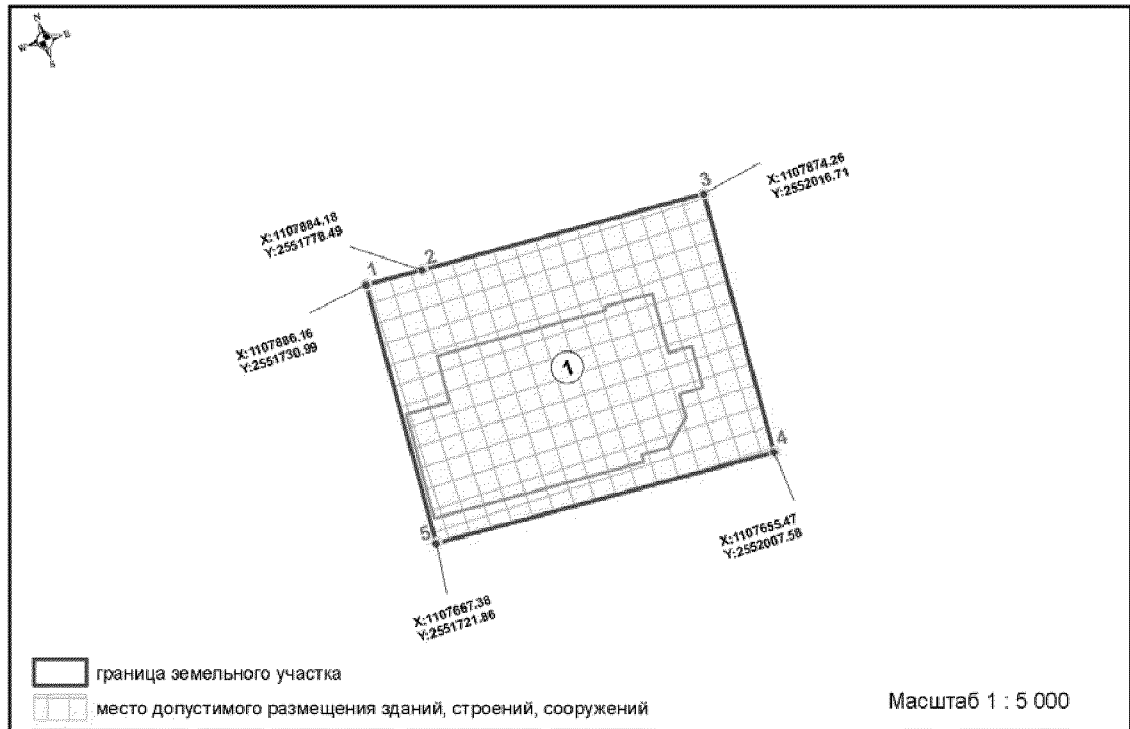 N
W
E
S
3
X:1107874.26
Y:2552016.71
X:1107884.18
Y:2551778.49
1
2
X:1107886.16
Y:2551730.99
1
4
5
X:1107655.47
Y:2552007.58
X:1107667.38
Y:2551721.86
граница земельного участка
место допустимого размещения зданий, строений, сооружений
Масштаб 1 : 5 000